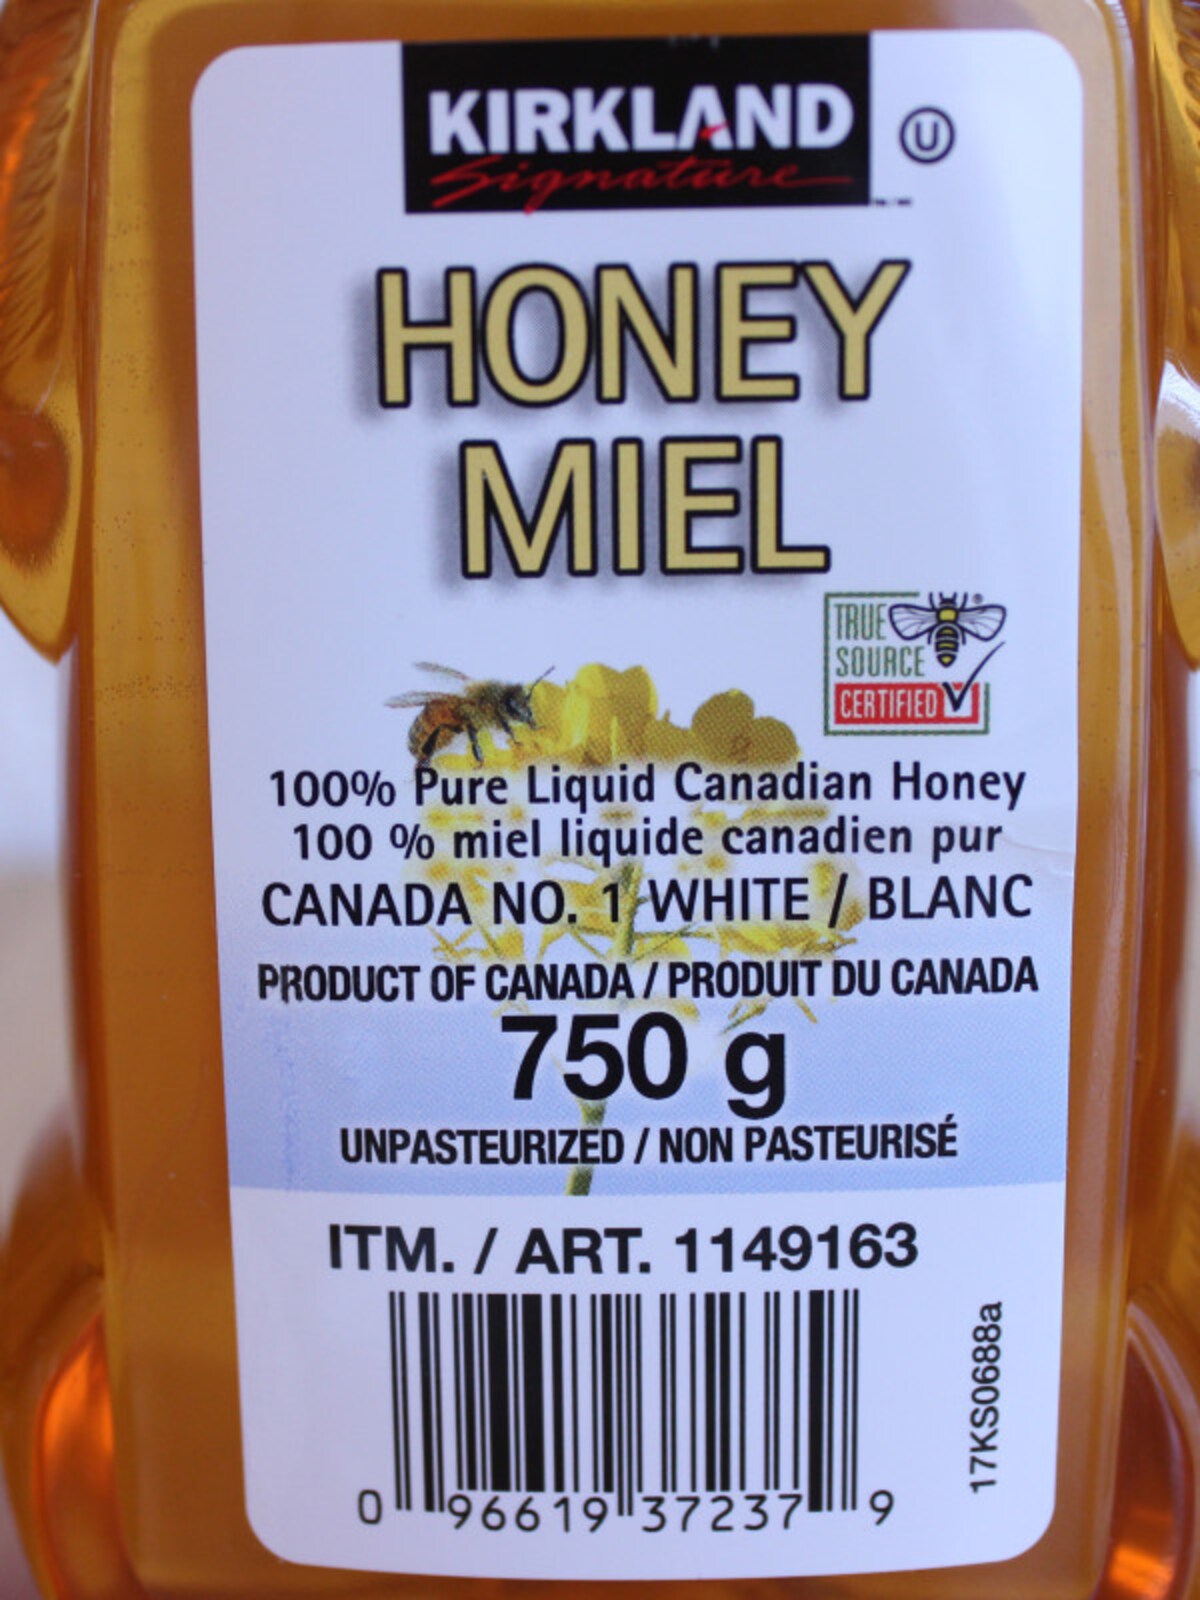 KIRKLAND
Signature
U
HONEY
MIEL
TRUE
SOURCE
CERTIFIED
®
100% Pure Liquid Canadian Honey
100 % miel liquide canadien pur
CANADA NO. 1 WHITE / BLANC
PRODUCT OF CANADA / PRODUIT DU CANADA
750 g
UNPASTEURIZED / NON PASTEURISÉ
ITM. / ART. 1149163
17KS0688a
0 96619 37237 9